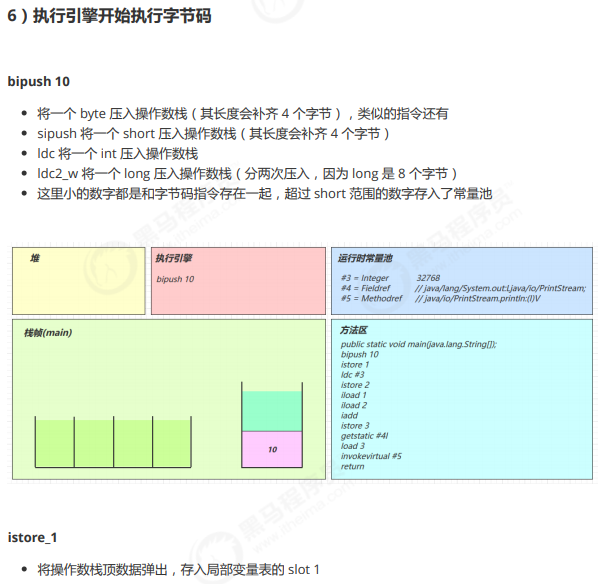 6）执行引擎开始执行字节码
bipush 10
将一个 byte 压入操作数栈（其长度会补齐 4 个字节），类似的指令还有
sipush 将一个 short 压入操作数栈（其长度会补齐 4 个字节）
ldc 将一个 int 压入操作数栈
ldc2_w 将一个 long 压入操作数栈（分两次压入，因为 long 是 8 个字节）
这里小的数字都是和字节码指令存在一起，超过 short 范围的数字存入了常量池
堆
执行引擎
bipush 10
运行时常量池
#3 = Integer 32768
#4 = Fieldref // java/lang/System.out:Ljava/io/PrintStream;
#5 = Methodref // java/io/PrintStream.println:(I)V
栈帧(main)
10
方法区
public static void main(java.lang.String[]);
bipush 10
istore 1
ldc #3
istore 2
iload 1
iload 2
iadd
istore 3
getstatic #4l
load 3
invokevirtual #5
return
istore_1
将操作数栈顶数据弹出，存入局部变量表的 slot 1
黑马程序员
www.itheima.com